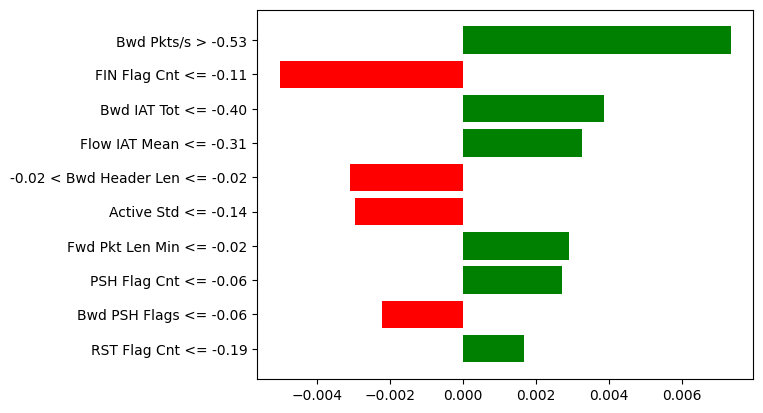 Bwd Pkts/s > -0.53
FIN Flag Cnt <= -0.11
Bwd IAT Tot <= -0.40
Flow IAT Mean <= -0.31
-0.02 < Bwd Header Len <= -0.02
Active Std <= -0.14
Fwd Pkt Len Min <= -0.02
PSH Flag Cnt <= -0.06
Bwd PSH Flags <= -0.06
RST Flag Cnt <= -0.19
−0.004 −0.002 0.000 0.002 0.004 0.006